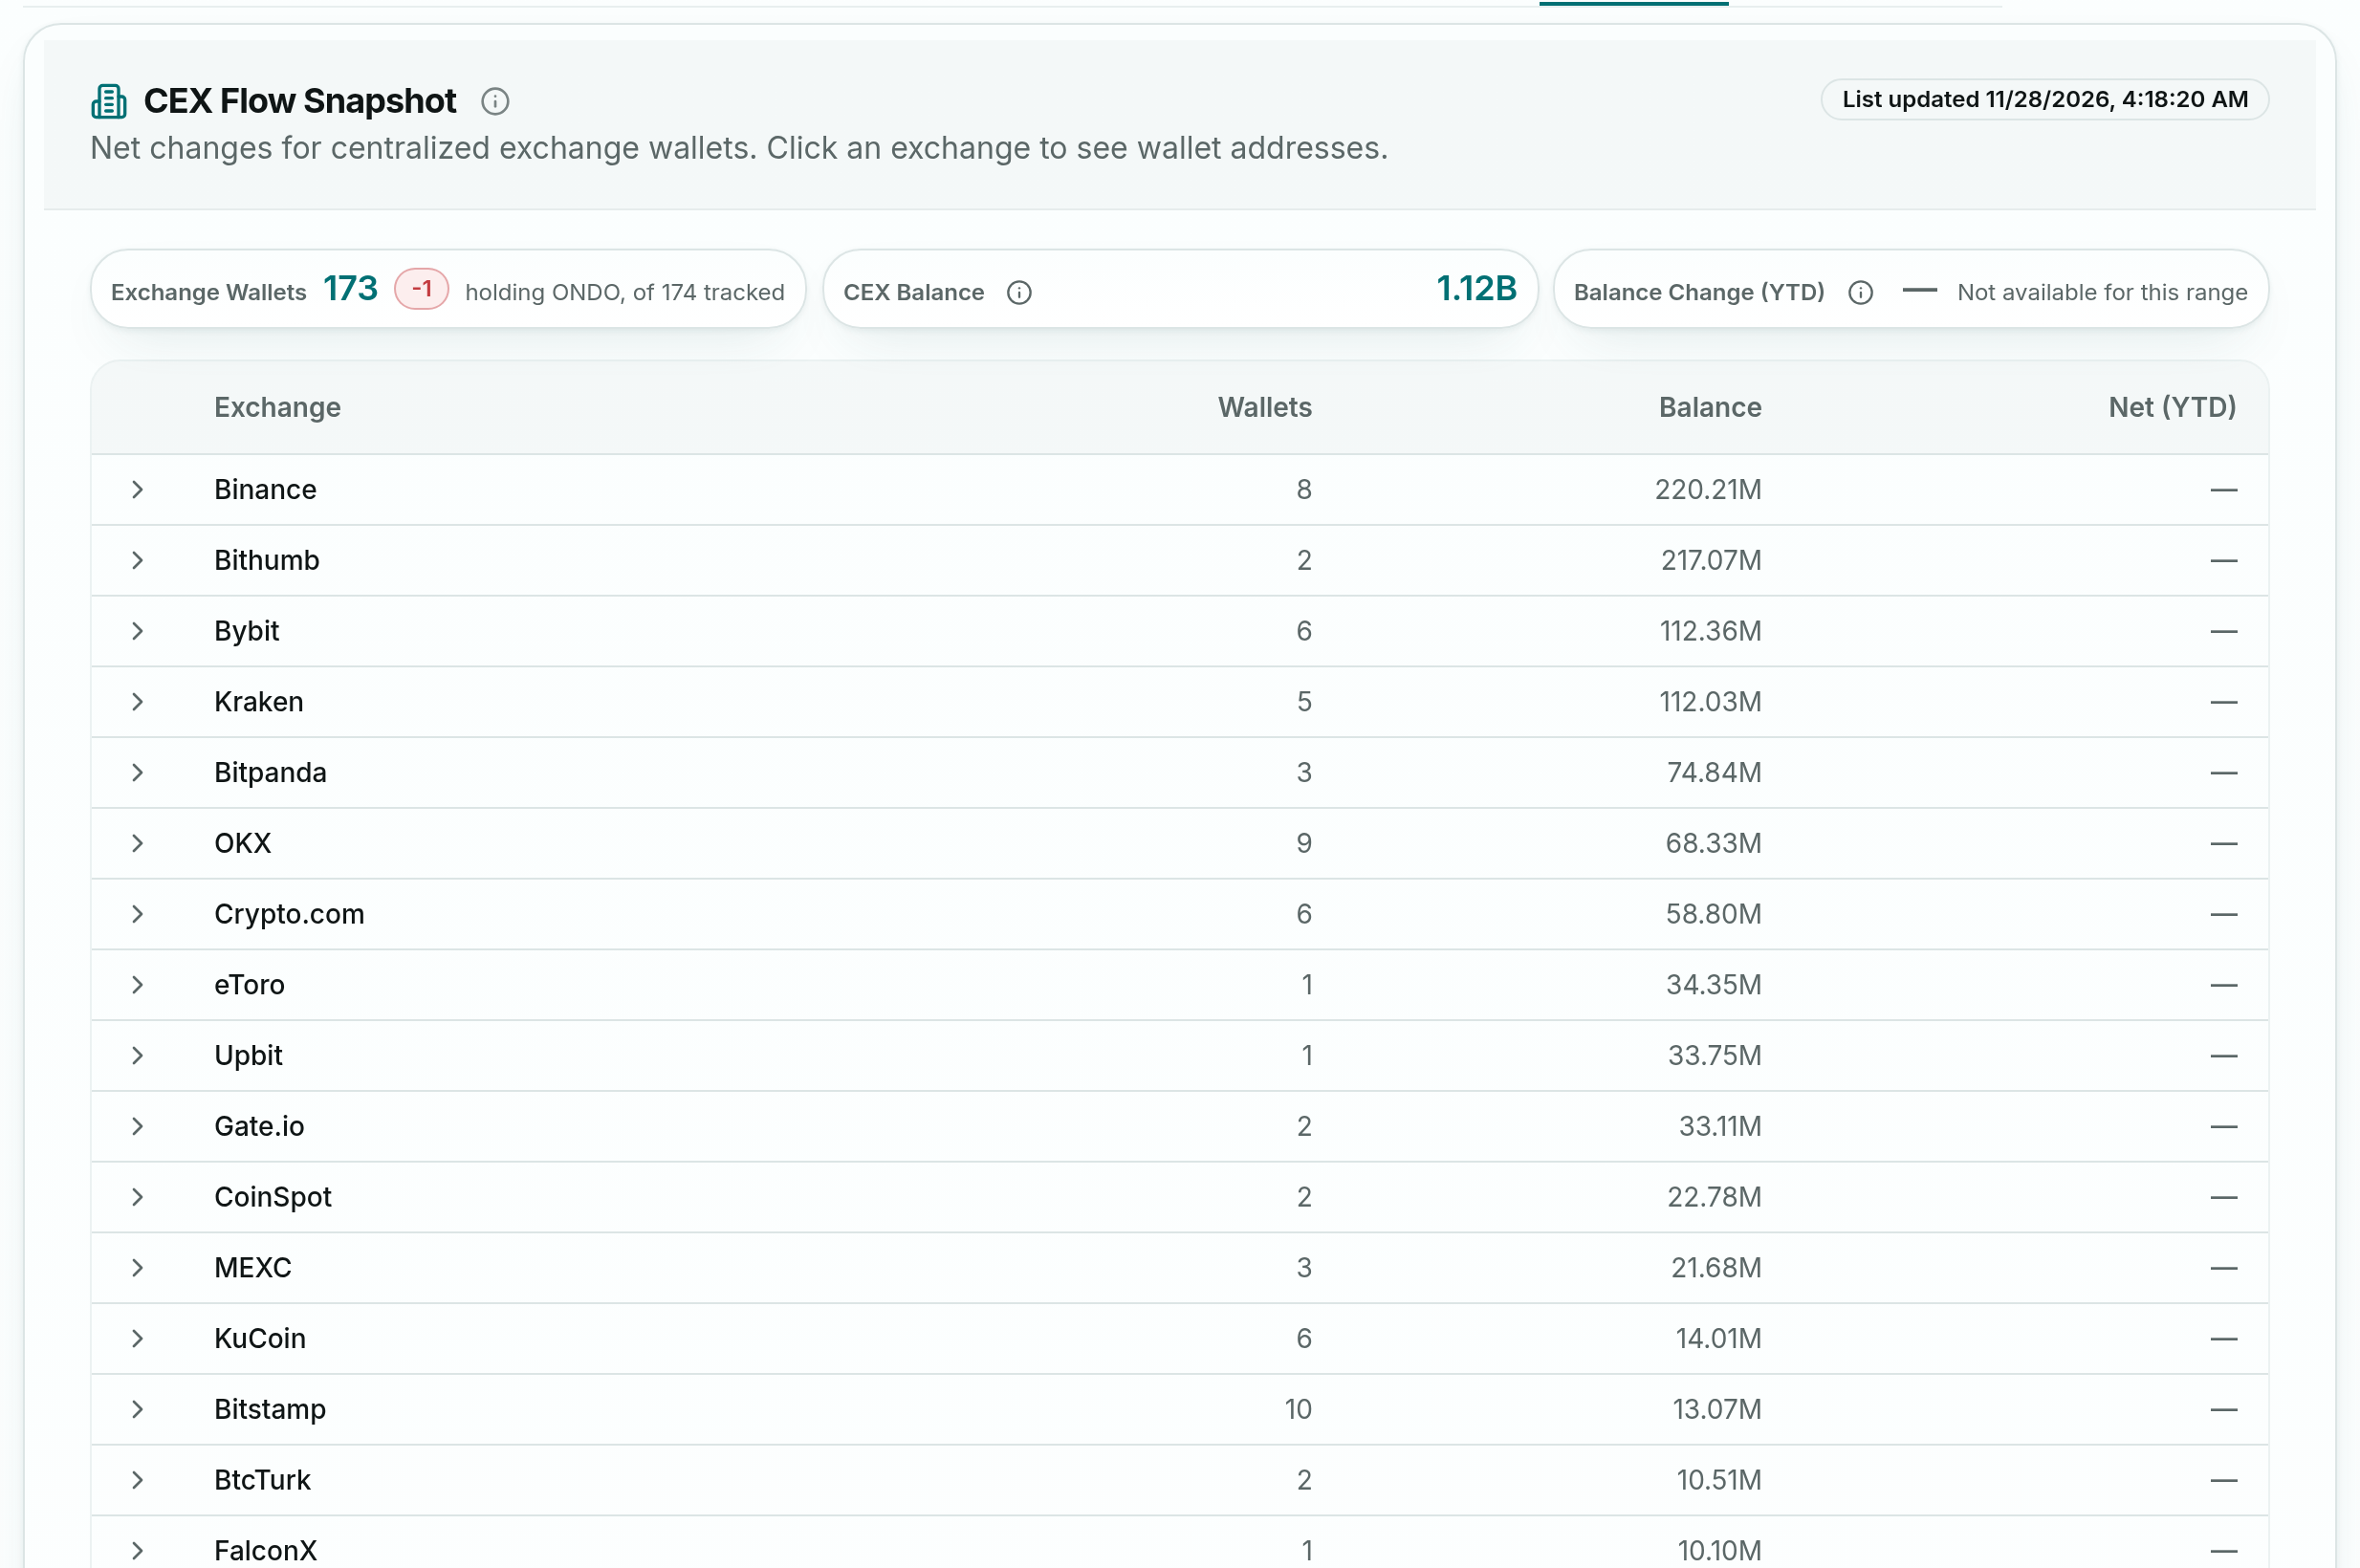 CEX Flow Snapshot
List updated 11/28/2026, 4:18:20 AM
Net changes for centralized exchange wallets. Click an exchange to see wallet addresses.
Exchange Wallets 173 -1 holding ONDO, of 174 tracked
CEX Balance 1.12B
Balance Change (YTD) — Not available for this range
Exchange Wallets Balance Net (YTD)
Binance 8 220.21M —
Bithumb 2 217.07M —
Bybit 6 112.36M —
Kraken 5 112.03M —
Bitpanda 3 74.84M —
OKX 9 68.33M —
Crypto.com 6 58.80M —
eToro 1 34.35M —
Upbit 1 33.75M —
Gate.io 2 33.11M —
CoinSpot 2 22.78M —
MEXC 3 21.68M —
KuCoin 6 14.01M —
Bitstamp 10 13.07M —
BtcTurk 2 10.51M —
FalconX 1 10.10M —